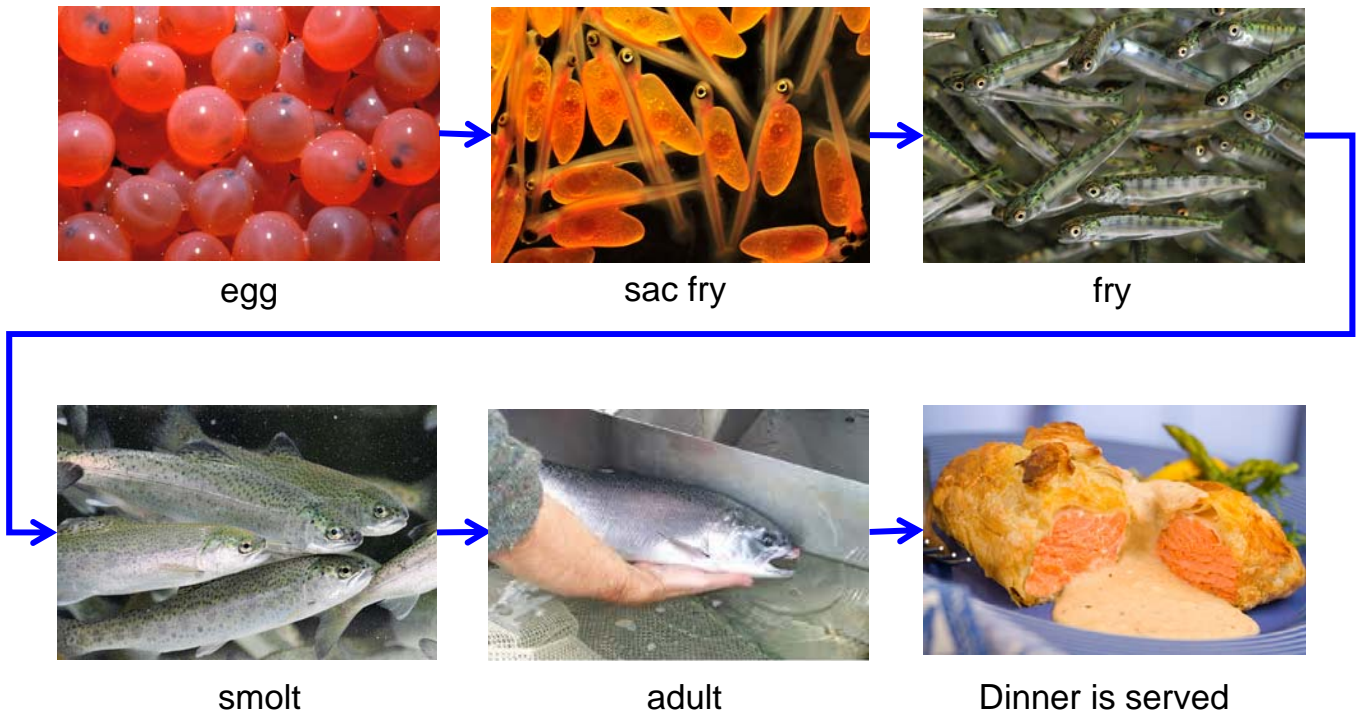 egg
sac fry
fry
smolt
adult
Dinner is served